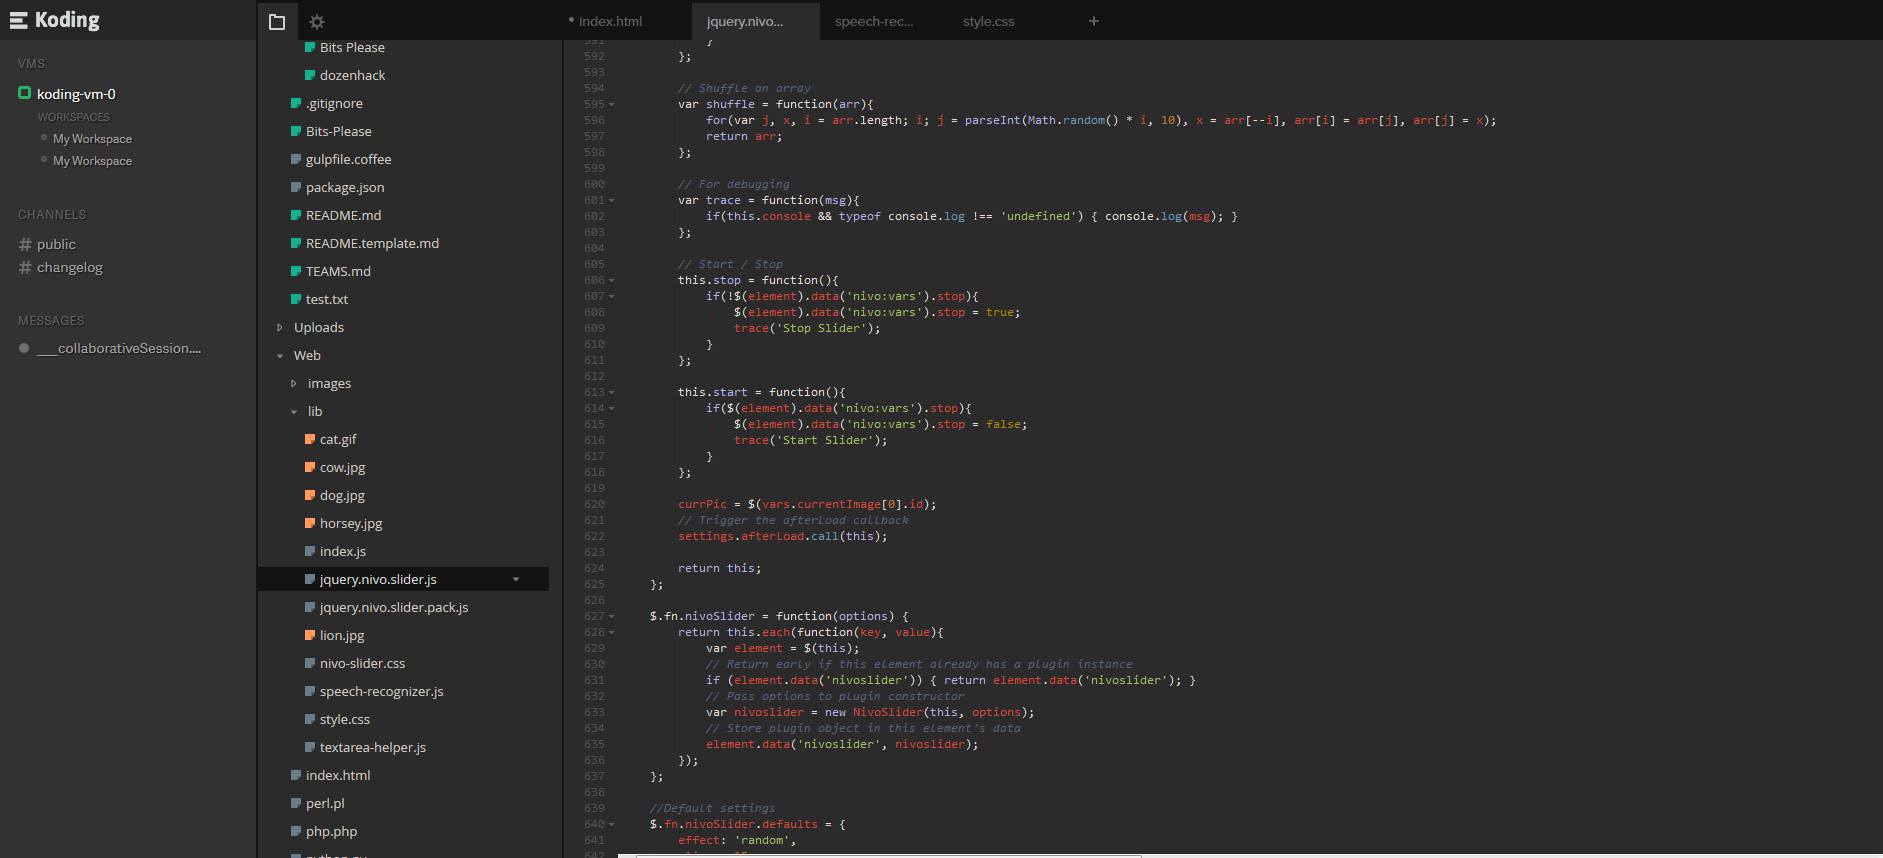 Koding
VMS
koding-vm-0
WORKSPACES
My Workspace
My Workspace
CHANNELS
# public
# changelog
MESSAGES
___collaborativeSession....
Bits Please
dozenhack
.gitignore
Bits-Please
gulpfile.coffee
package.json
README.md
README.template.md
TEAMS.md
test.txt
Uploads
Web
images
lib
cat.gif
cow.jpg
dog.jpg
horsey.jpg
index.js
jquery.nivo.slider.js
jquery.nivo.slider.pack.js
lion.jpg
nivo-slider.css
speech-recognizer.js
style.css
textarea-helper.js
index.html
perl.pl
php.php
index.html
jquery.nivo...
speech-rec...
style.css
+
591 }
592 };
593
594 // Shuffle an array
595 var shuffle = function(arr){
596 for(var j, x, i = arr.length; i; j = parseInt(Math.random() * i, 10), x = arr[--i], arr[i] = arr[j], arr[j] = x);
597 return arr;
598 };
599
600 // For debugging
601 var trace = function(msg){
602 if(this.console && typeof console.log !== 'undefined') { console.log(msg); }
603 };
604
605 // Start / Stop
606 this.stop = function(){
607 if(!$(element).data('nivo:vars').stop){
608 $(element).data('nivo:vars').stop = true;
609 trace('Stop Slider');
610 }
611 };
612
613 this.start = function(){
614 if($(element).data('nivo:vars').stop){
615 $(element).data('nivo:vars').stop = false;
616 trace('Start Slider');
617 }
618 };
619
620 currPic = $(vars.currentImage[0].id);
621 // Trigger the afterLoad callback
622 settings.afterLoad.call(this);
623
624 return this;
625 };
626
627 $.fn.nivoSlider = function(options) {
628 return this.each(function(key, value){
629 var element = $(this);
630 // Return early if this element already has a plugin instance
631 if (element.data('nivoslider')) { return element.data('nivoslider'); }
632 // Pass options to plugin constructor
633 var nivoslider = new NivoSlider(this, options);
634 // Store plugin object in this element's data
635 element.data('nivoslider', nivoslider);
636 });
637 };
638
639 //Default settings
640 $.fn.nivoSlider.defaults = {
641 effect: 'random',